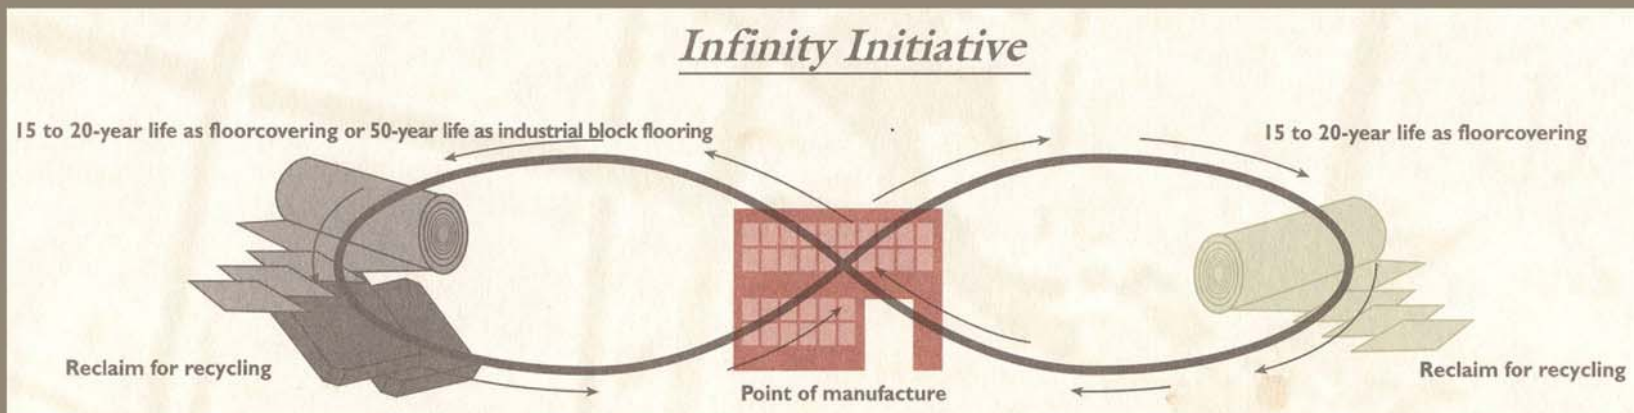 Infinity Initiative
15 to 20-year life as floorcovering or 50-year life as industrial block flooring
15 to 20-year life as floorcovering
Reclaim for recycling
Point of manufacture
Reclaim for recycling